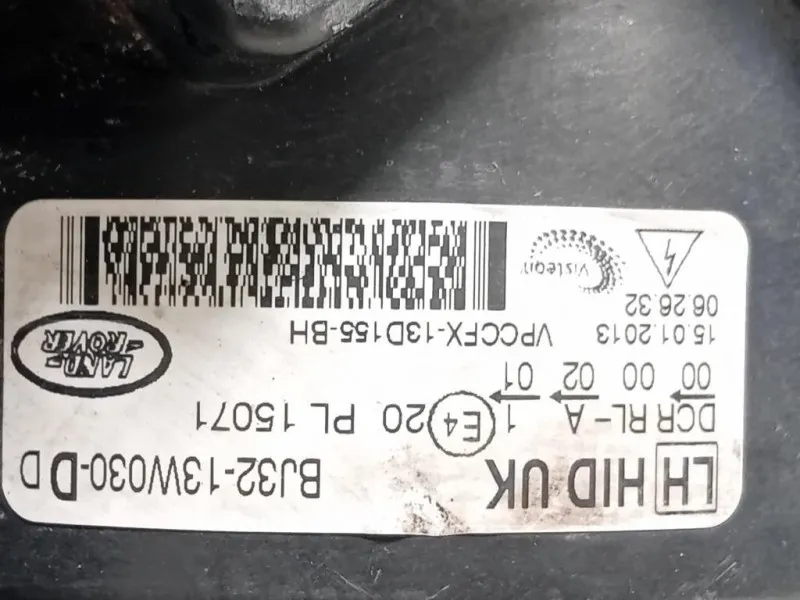 LH HID UK BJ32-13W030-D D
DCR RL-A 1 E4 20 PL 15071
00 00 02 01
15.01.2013 VPCCFX-13D155-BH
06.26.32
Visteon
LAND-
-ROVER